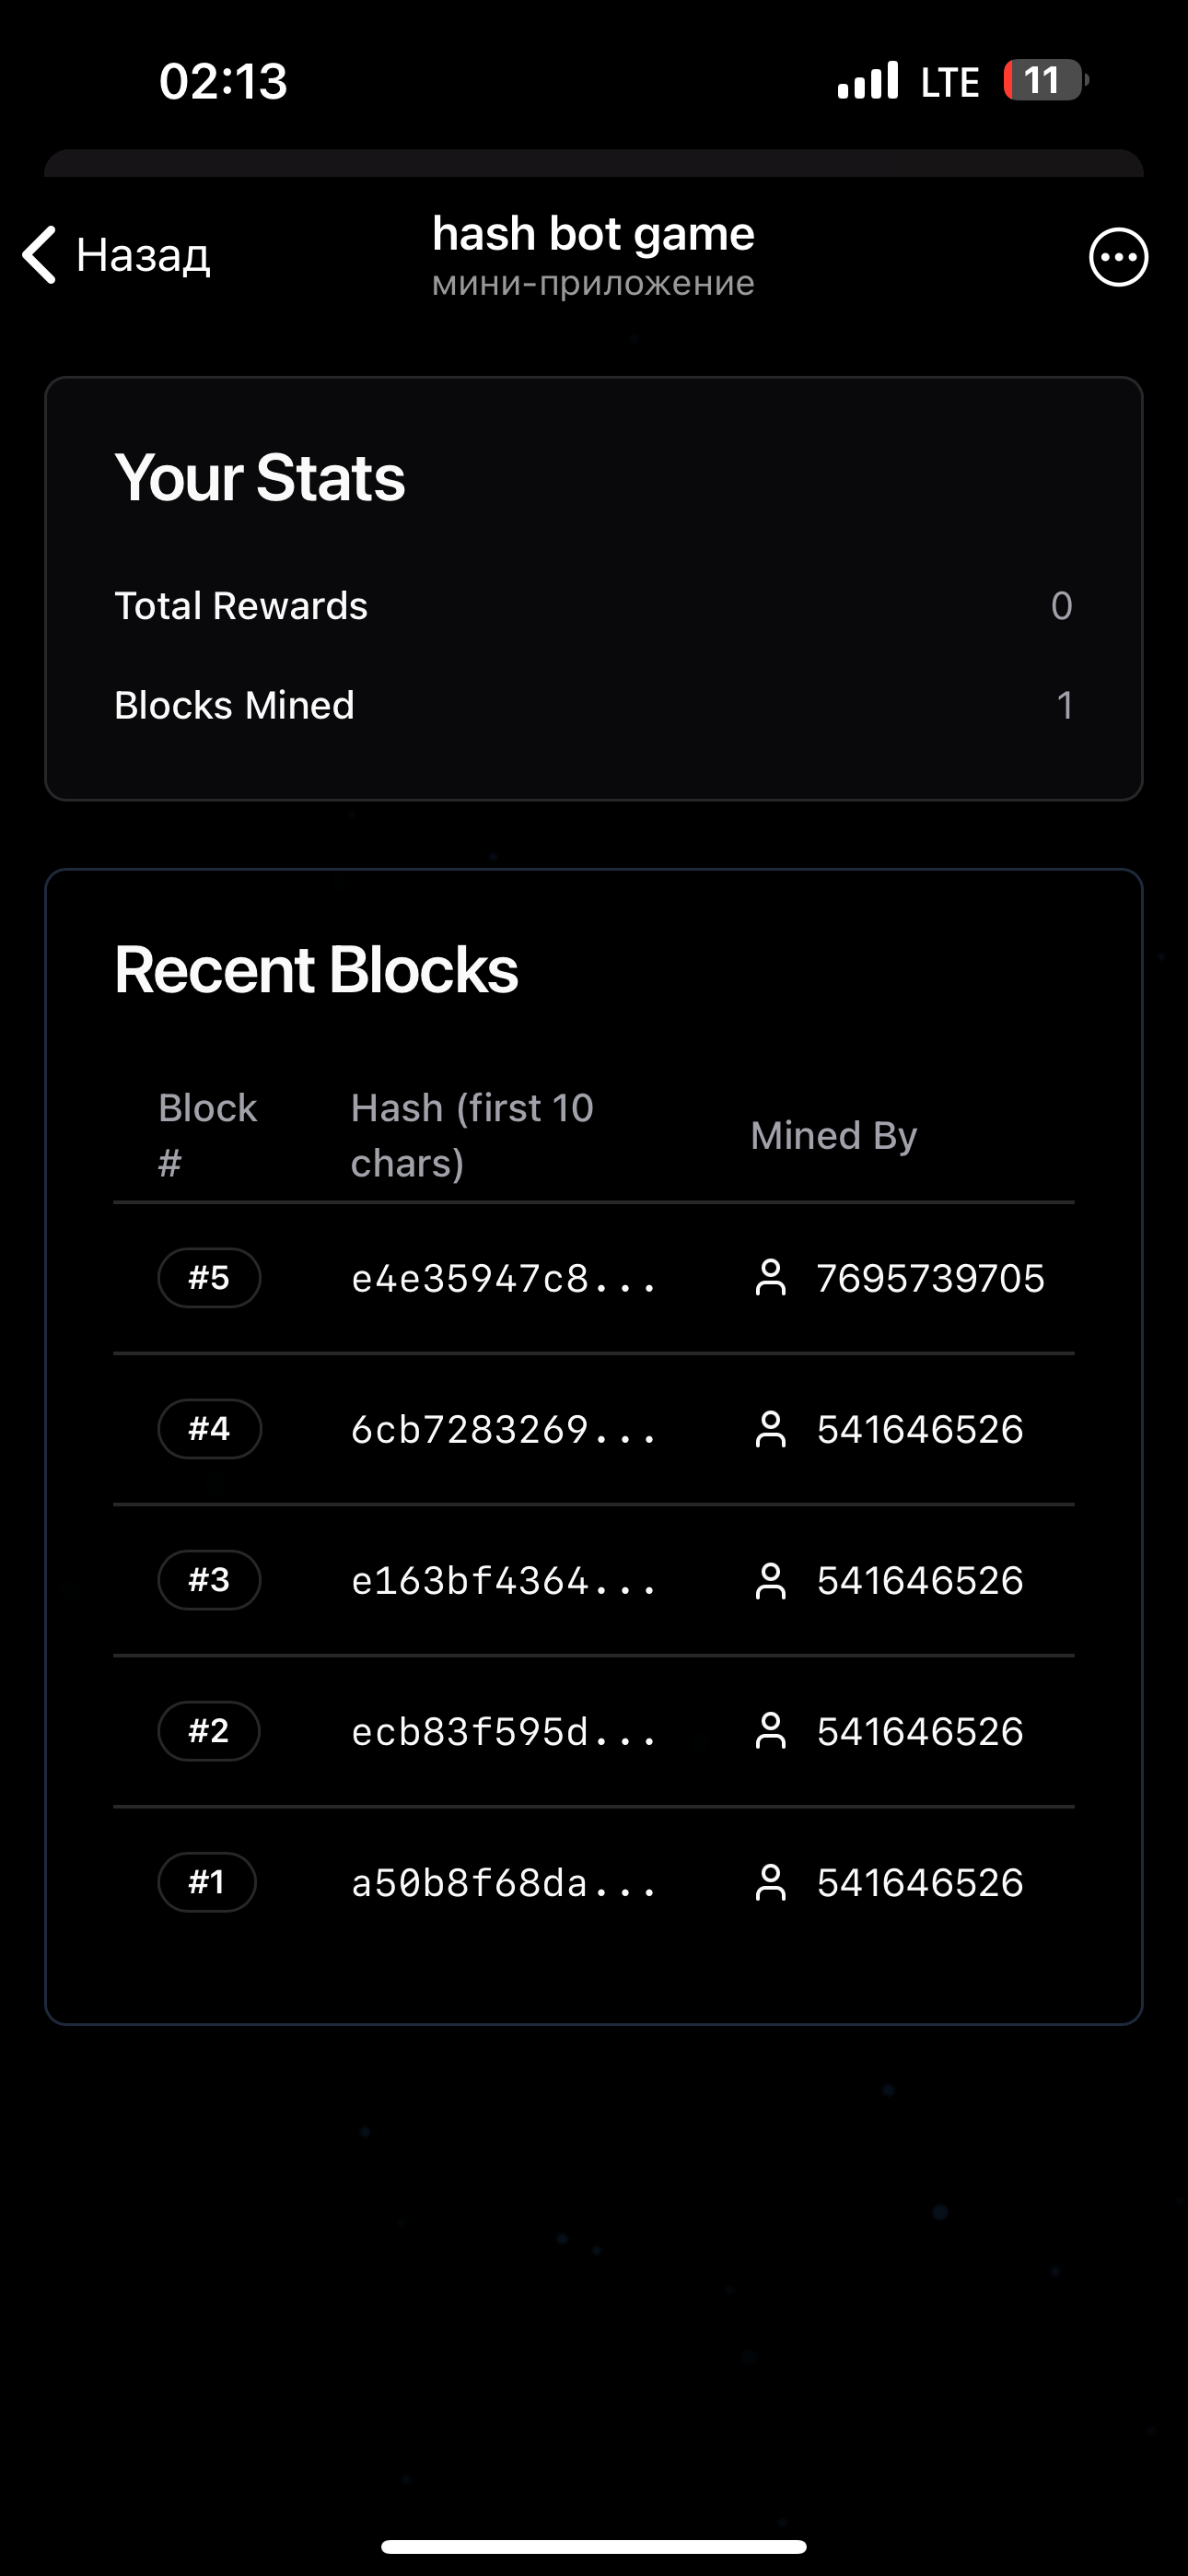 02:13
LTE 11
Назад
hash bot game
мини-приложение
Your Stats
Total Rewards 0
Blocks Mined 1
Recent Blocks
Block # Hash (first 10 chars) Mined By
#5 e4e35947c8... 7695739705
#4 6cb7283269... 541646526
#3 e163bf4364... 541646526
#2 ecb83f595d... 541646526
#1 a50b8f68da... 541646526